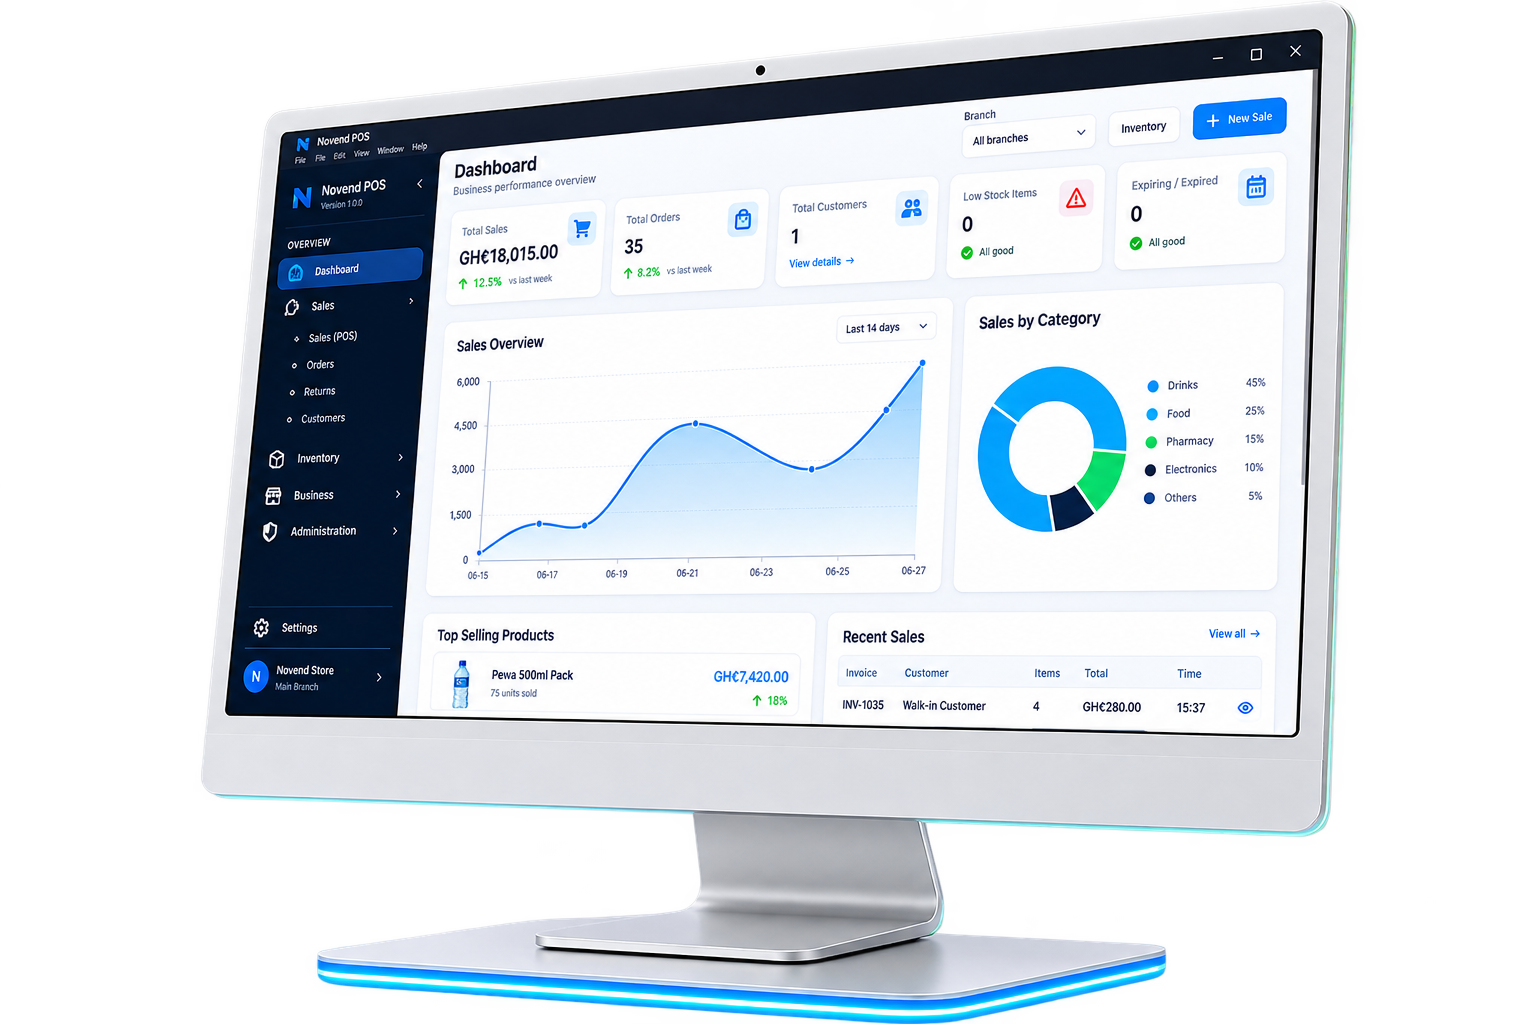 Novend POS
File File Edit View Window Help
Novend POS
Version 1.0.0
OVERVIEW
Dashboard
Sales
Sales (POS)
Orders
Returns
Customers
Inventory
Business
Administration
Settings
N
Novend Store
Main Branch
Dashboard
Business performance overview
Branch
All branches
Inventory
+ New Sale
Total Sales
GH€18,015.00
↑ 12.5% vs last week
Total Orders
35
↑ 8.2% vs last week
Total Customers
1
View details →
Low Stock Items
0
All good
Expiring / Expired
0
All good
Sales Overview
Last 14 days
6,000
4,500
3,000
1,500
0
06-15 06-17 06-19 06-21 06-23 06-25 06-27
Sales by Category
Drinks 45%
Food 25%
Pharmacy 15%
Electronics 10%
Others 5%
Top Selling Products
Pewa 500ml Pack GH€7,420.00
75 units sold ↑ 18%
Recent Sales View all →
Invoice Customer Items Total Time
INV-1035 Walk-in Customer 4 GH€280.00 15:37